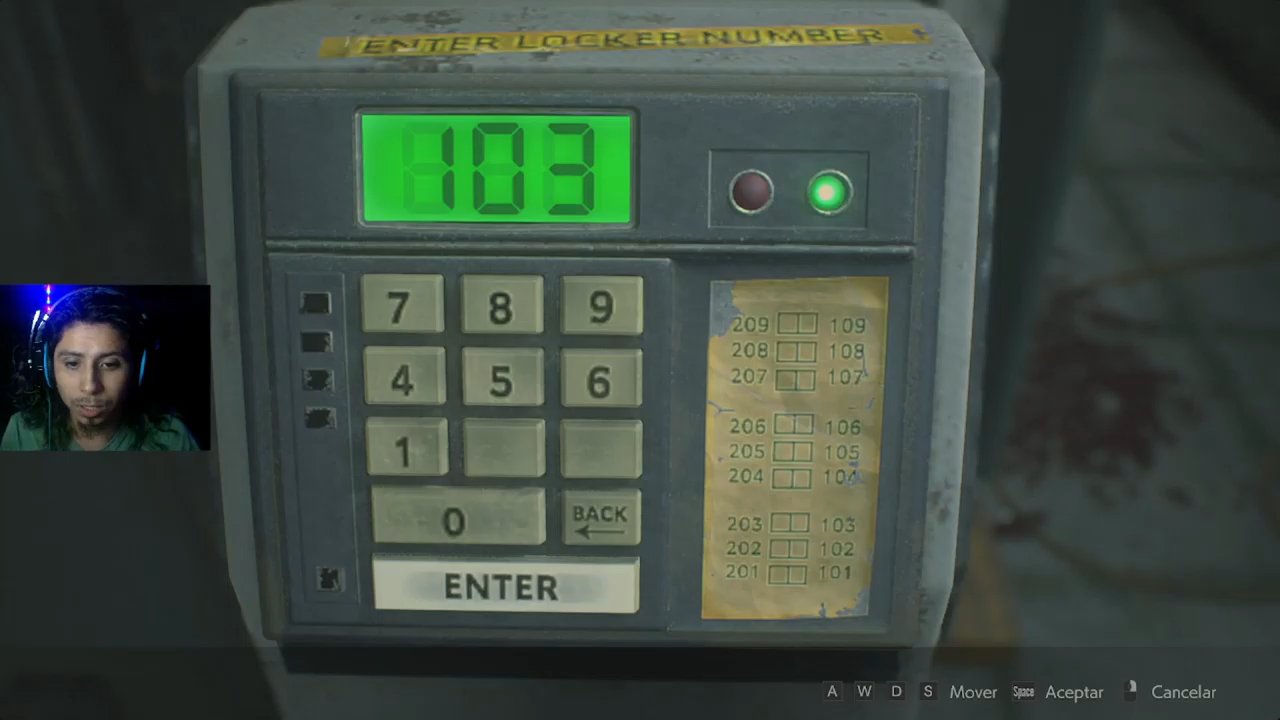 ENTER LOCKER NUMBER
103
7 8 9
4 5 6
1
0 BACK
ENTER
209 109
208 108
207 107
206 106
205 105
204 104
203 103
202 102
201 101
A W D S Mover Space Aceptar Cancelar